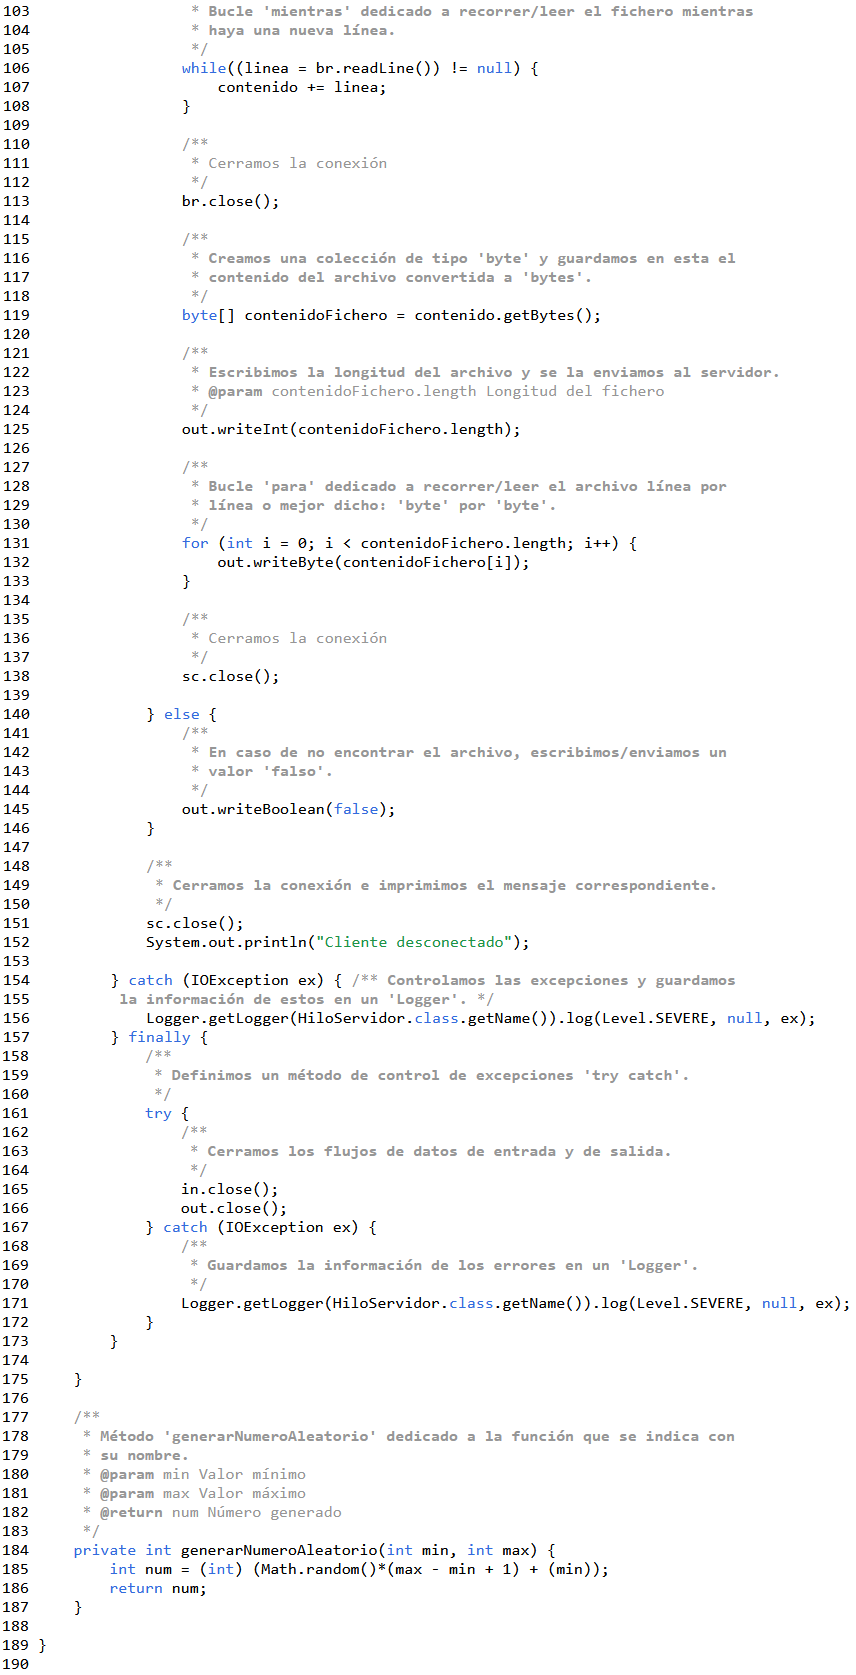 103                  * Bucle 'mientras' dedicado a recorrer/leer el fichero mientras
104                  * haya una nueva línea.
105                  */
106                 while((linea = br.readLine()) != null) {
107                     contenido += linea;
108                 }
109
110                 /**
111                  * Cerramos la conexión
112                  */
113                 br.close();
114
115                 /**
116                  * Creamos una colección de tipo 'byte' y guardamos en esta el
117                  * contenido del archivo convertida a 'bytes'.
118                  */
119                 byte[] contenidoFichero = contenido.getBytes();
120
121                 /**
122                  * Escribimos la longitud del archivo y se la enviamos al servidor.
123                  * @param contenidoFichero.length Longitud del fichero
124                  */
125                 out.writeInt(contenidoFichero.length);
126
127                 /**
128                  * Bucle 'para' dedicado a recorrer/leer el archivo línea por
129                  * línea o mejor dicho: 'byte' por 'byte'.
130                  */
131                 for (int i = 0; i < contenidoFichero.length; i++) {
132                     out.writeByte(contenidoFichero[i]);
133                 }
134
135                 /**
136                  * Cerramos la conexión
137                  */
138                 sc.close();
139
140             } else {
141                 /**
142                  * En caso de no encontrar el archivo, escribimos/enviamos un
143                  * valor 'falso'.
144                  */
145                 out.writeBoolean(false);
146             }
147
148             /**
149              * Cerramos la conexión e imprimimos el mensaje correspondiente.
150              */
151             sc.close();
152             System.out.println("Cliente desconectado");
153
154         } catch (IOException ex) { /** Controlamos las excepciones y guardamos
155          la información de estos en un 'Logger'. */
156             Logger.getLogger(HiloServidor.class.getName()).log(Level.SEVERE, null, ex);
157         } finally {
158             /**
159              * Definimos un método de control de excepciones 'try catch'.
160              */
161             try {
162                 /**
163                  * Cerramos los flujos de datos de entrada y de salida.
164                  */
165                 in.close();
166                 out.close();
167             } catch (IOException ex) {
168                 /**
169                  * Guardamos la información de los errores en un 'Logger'.
170                  */
171                 Logger.getLogger(HiloServidor.class.getName()).log(Level.SEVERE, null, ex);
172             }
173         }
174
175     }
176
177     /**
178      * Método 'generarNumeroAleatorio' dedicado a la función que se indica con
179      * su nombre.
180      * @param min Valor mínimo
181      * @param max Valor máximo
182      * @return num Número generado
183      */
184     private int generarNumeroAleatorio(int min, int max) {
185         int num = (int) (Math.random()*(max - min + 1) + (min));
186         return num;
187     }
188
189 }
190